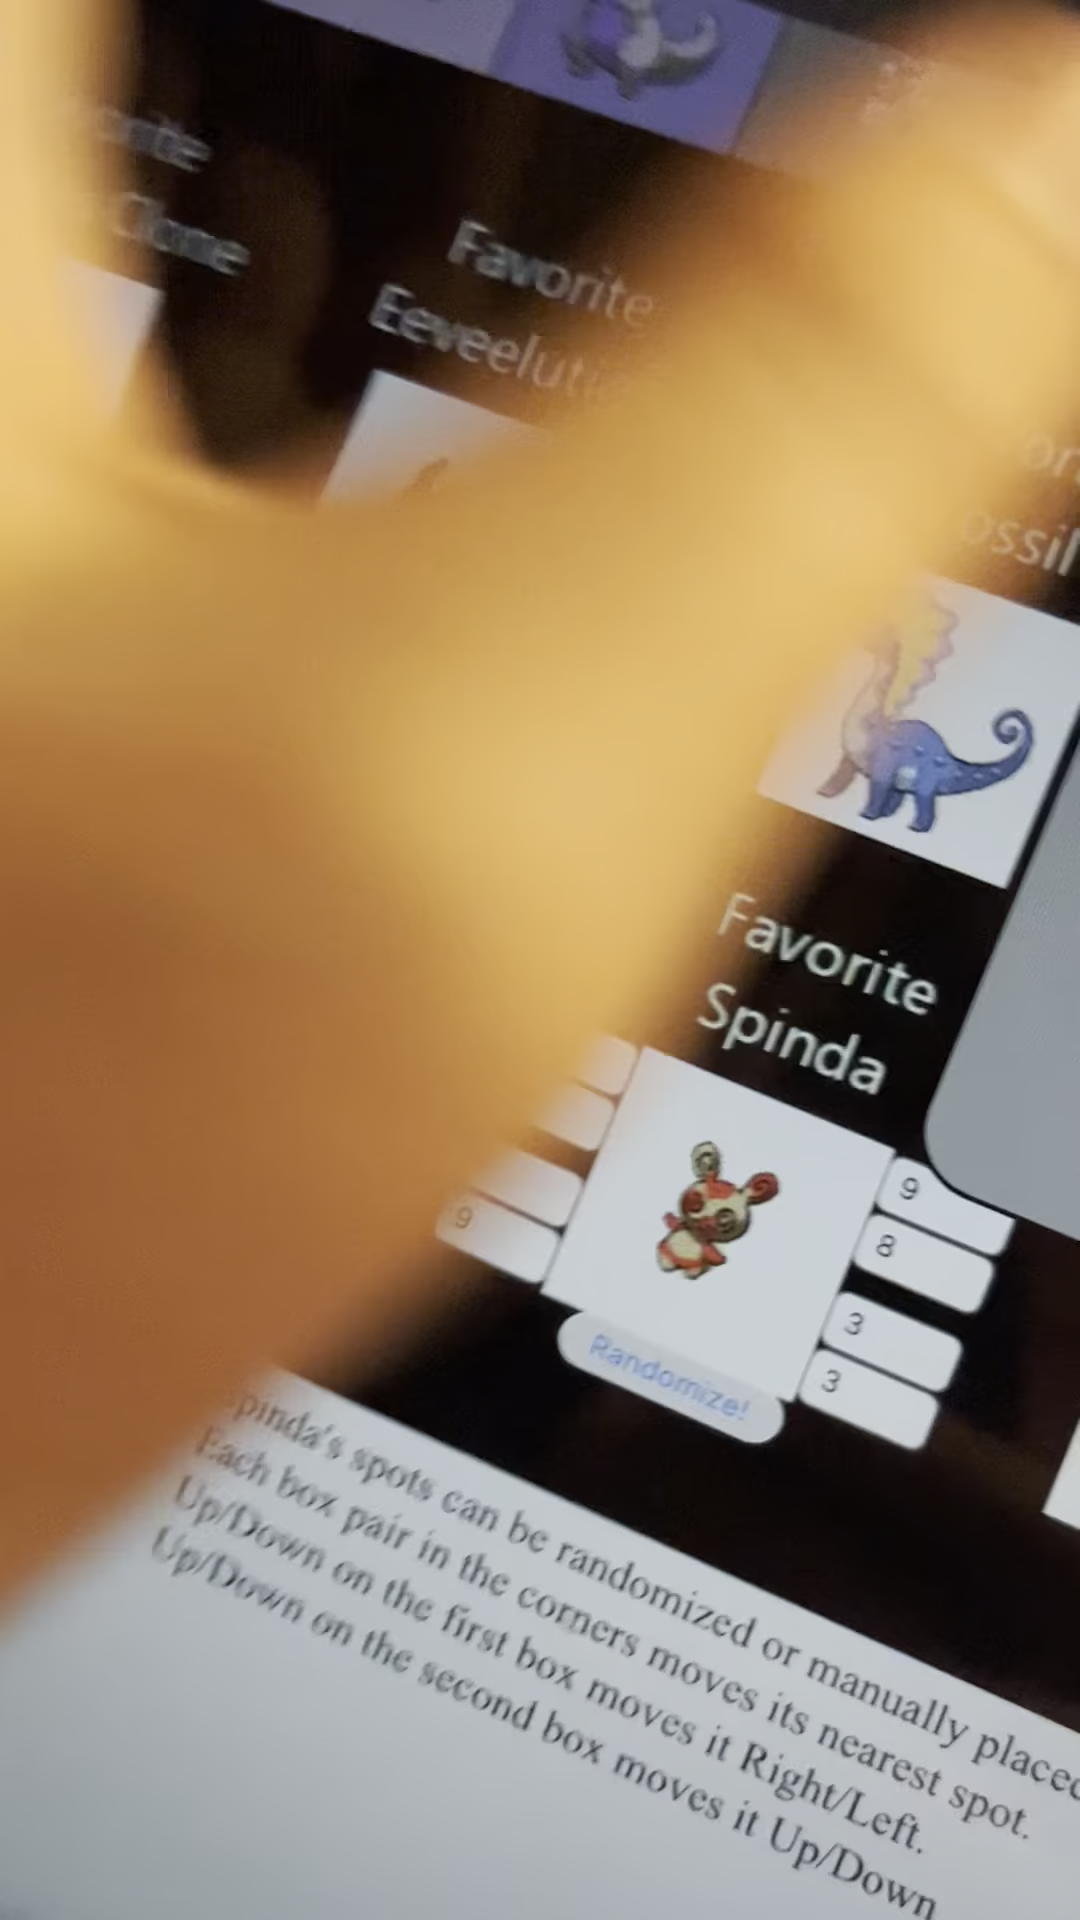 Favorite
Favorite
Spinda
9
9
8
3
3
Randomize!
spots can be randomized or manually
Each box pair in the corners moves its nearest spot.
Up/Down on the first box moves it Right/Left.
Up/Down on the second box moves it Up/Down